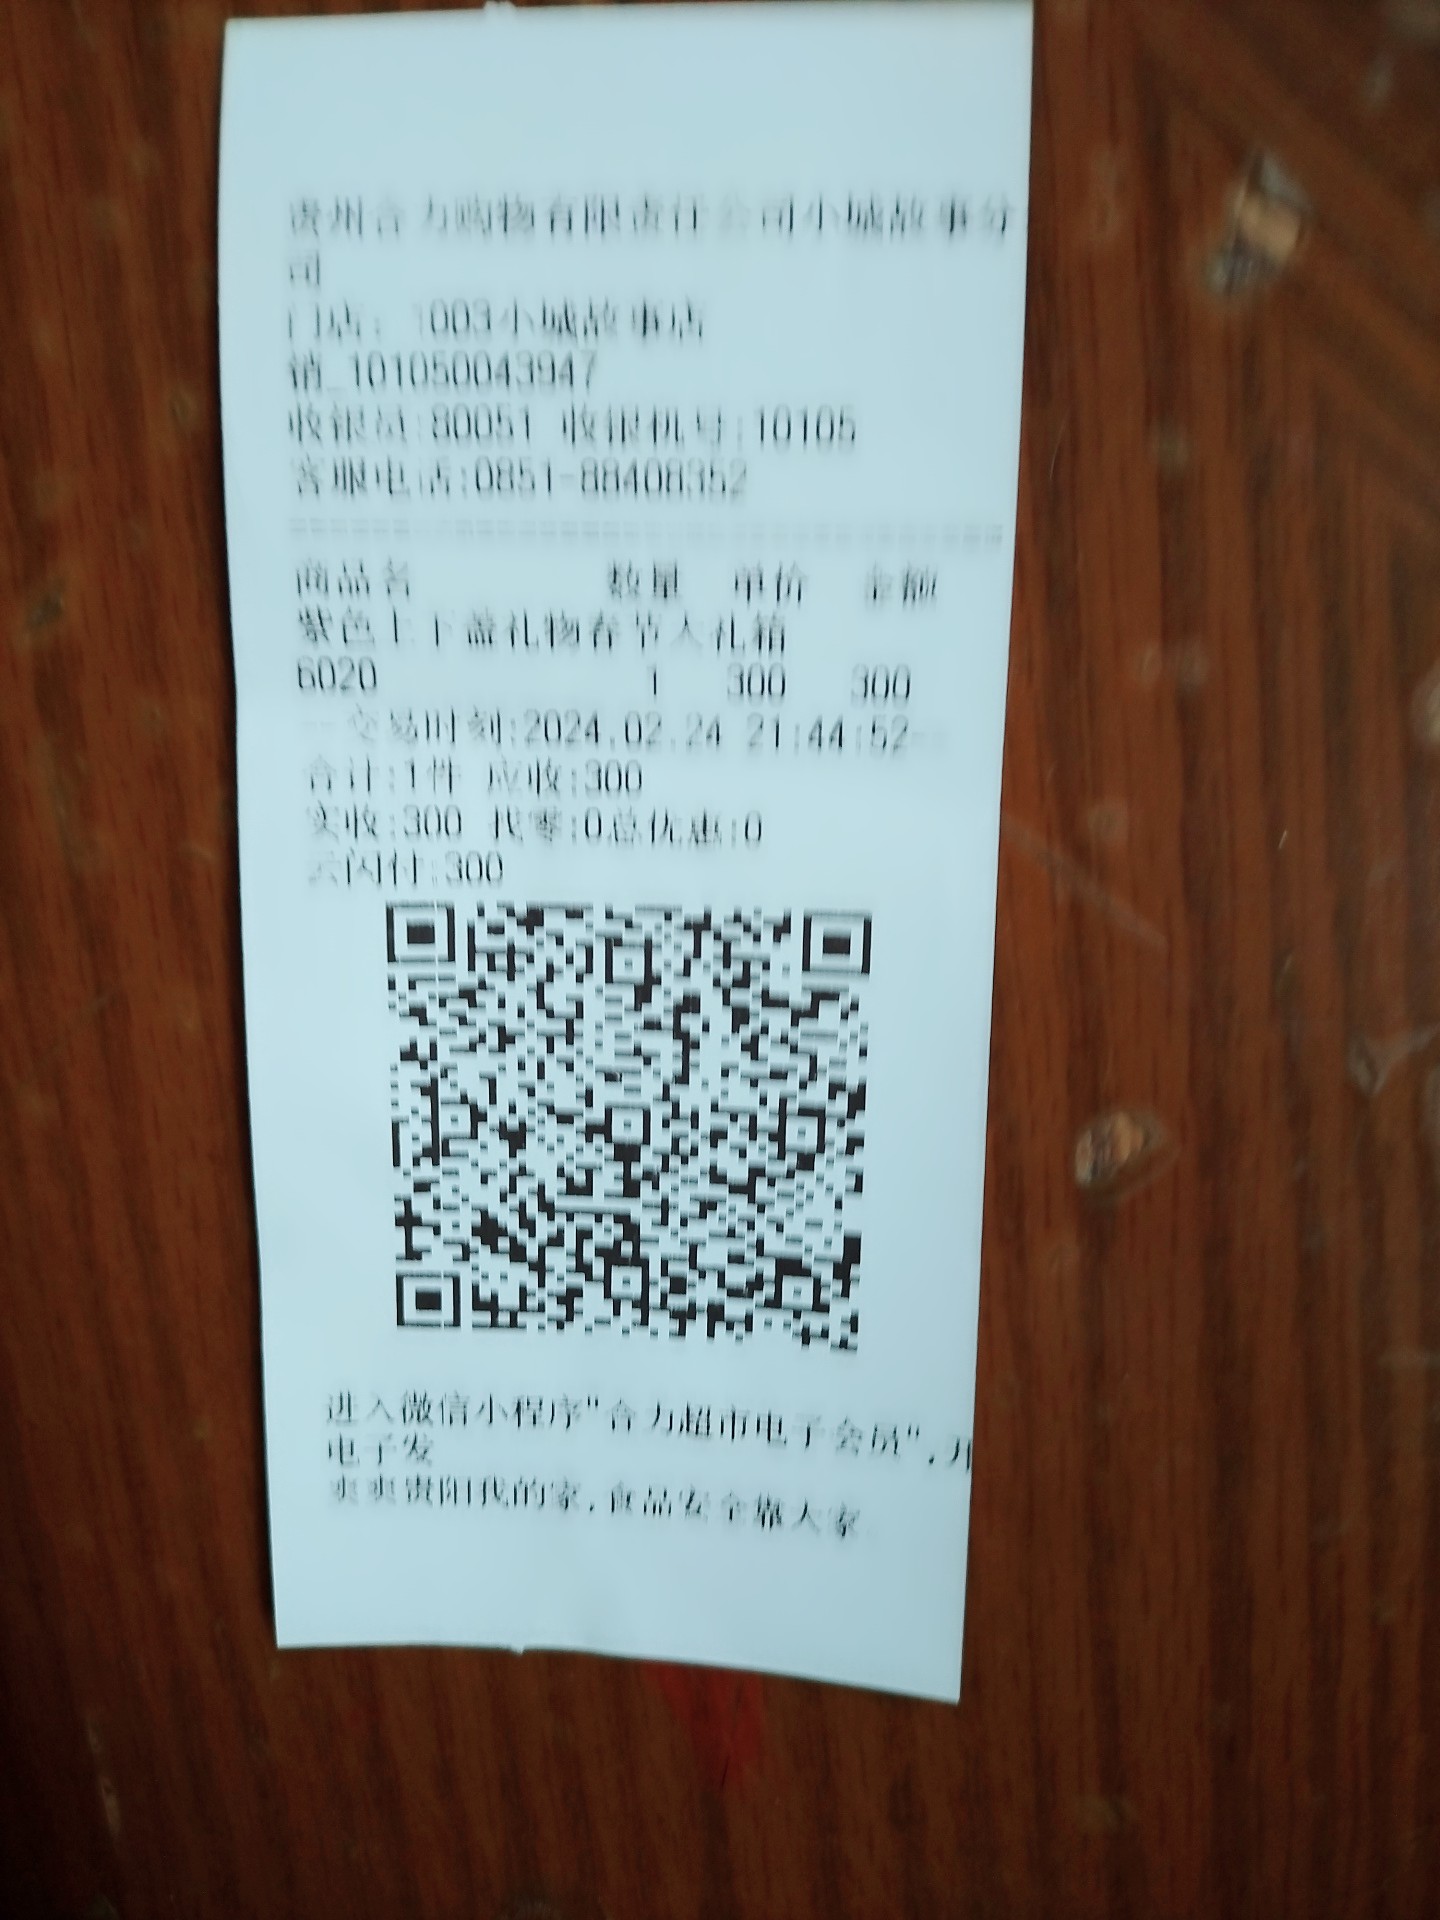 贵州合力购物有限责任公司小城故事分
司
门店：1003小城故事店
销_101050043947
收银员:80051 收银机号:10105
客服电话:0851-88408352
商品名 数量 单价 金额
紫色上下盖礼物春节大礼箱
6020 1 300 300
--交易时刻:2024.02.24 21:44:52--
合计:1件 应收:300
实收:300 找零:0总优惠:0
云闪付:300
进入微信小程序"合力超市电子会员",开
电子发
爽爽贵阳我的家,食品安全靠大家